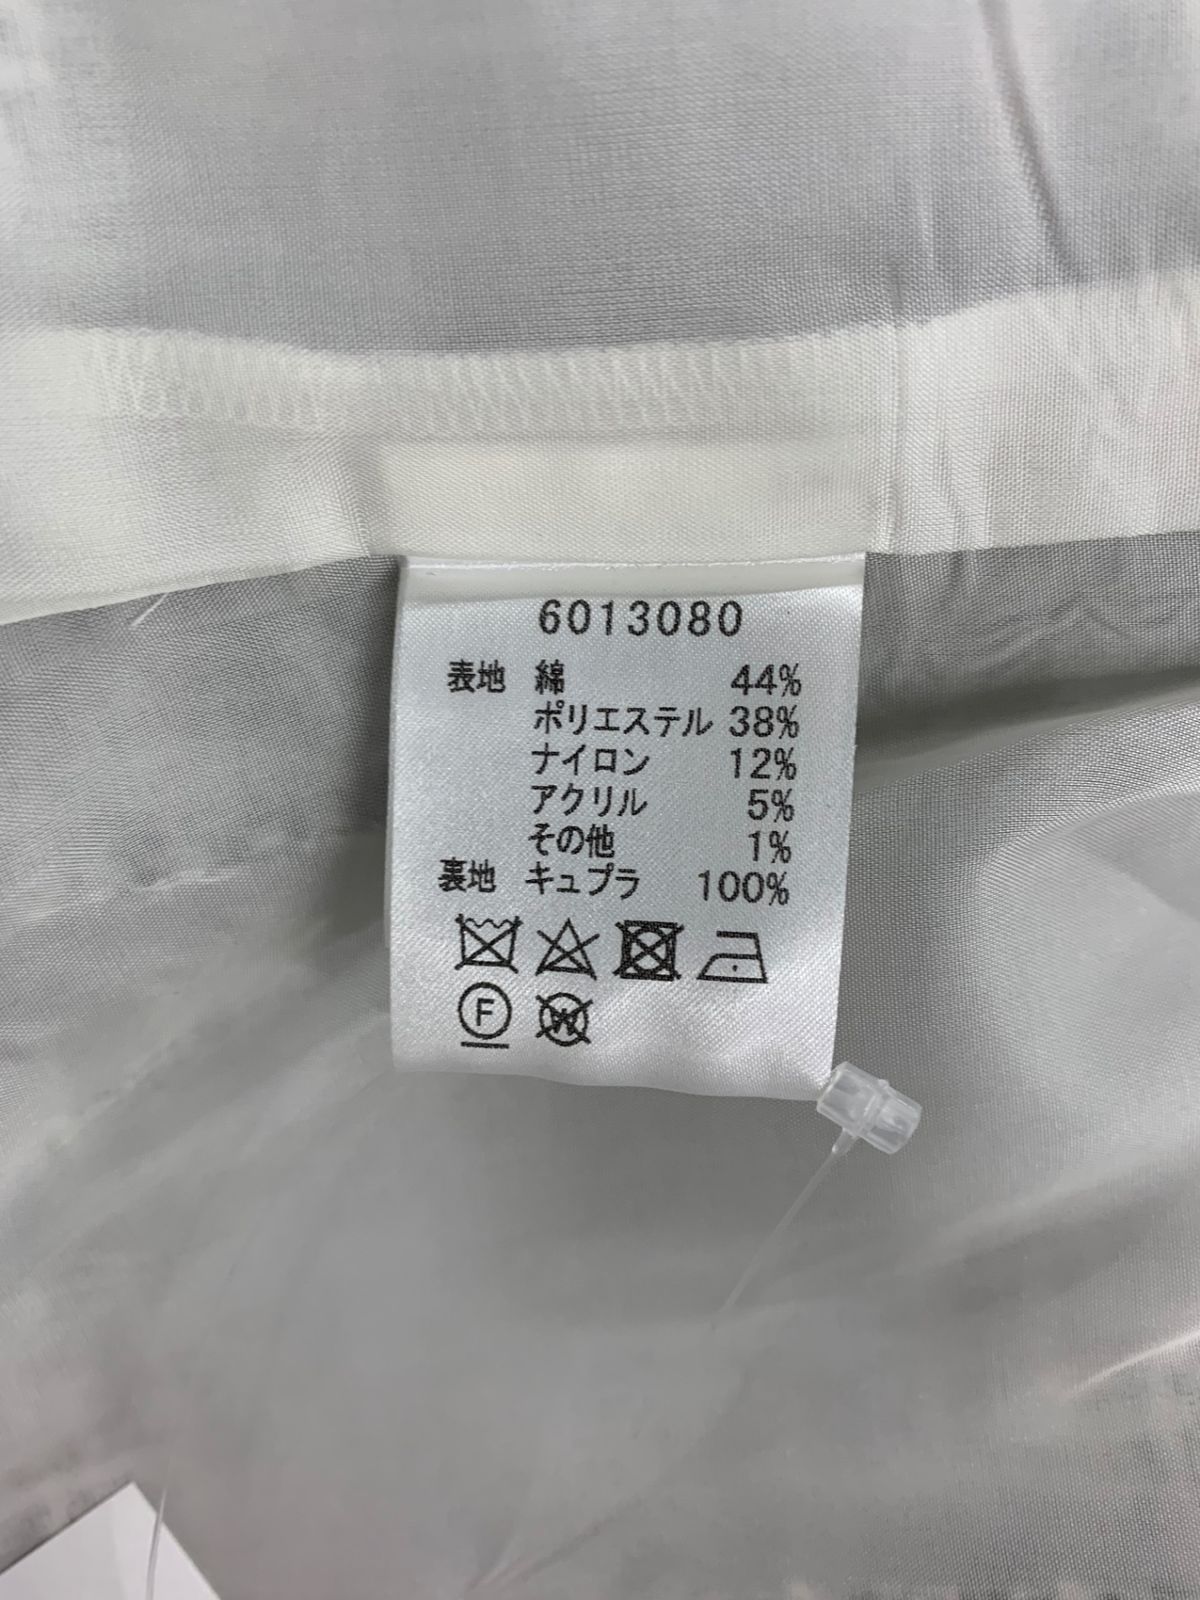 6013080
表地 綿 44%
ポリエステル 38%
ナイロン 12%
アクリル 5%
その他 1%
裏地 キュプラ 100%
F W